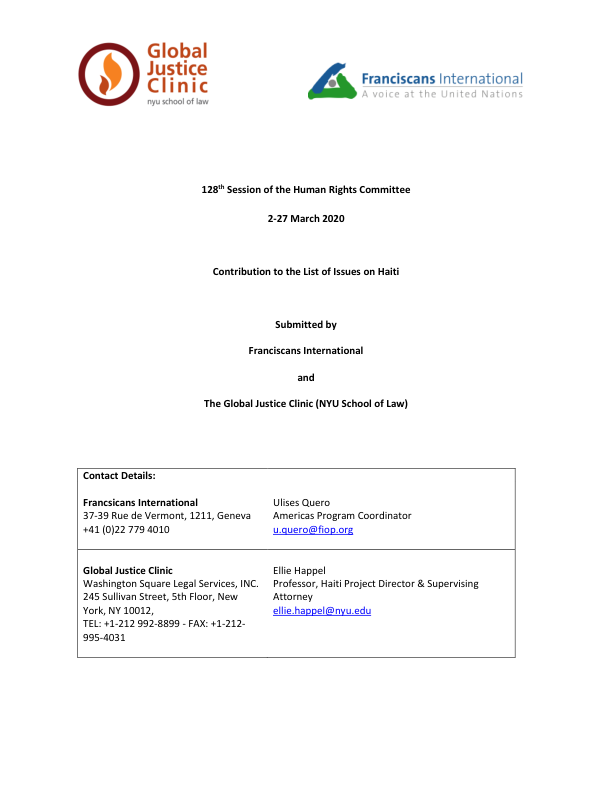 Global
Justice
Clinic
nyu school of law
Franciscans International
A voice at the United Nations
128th Session of the Human Rights Committee
2-27 March 2020
Contribution to the List of Issues on Haiti
Submitted by
Franciscans International
and
The Global Justice Clinic (NYU School of Law)
Contact Details:
Francsicans International
37-39 Rue de Vermont, 1211, Geneva
+41 (0)22 779 4010
Ulises Quero
Americas Program Coordinator
u.quero@fiop.org
Global Justice Clinic
Washington Square Legal Services, INC.
245 Sullivan Street, 5th Floor, New
York, NY 10012,
TEL: +1-212 992-8899 - FAX: +1-212-
995-4031
Ellie Happel
Professor, Haiti Project Director & Supervising
Attorney
ellie.happel@nyu.edu